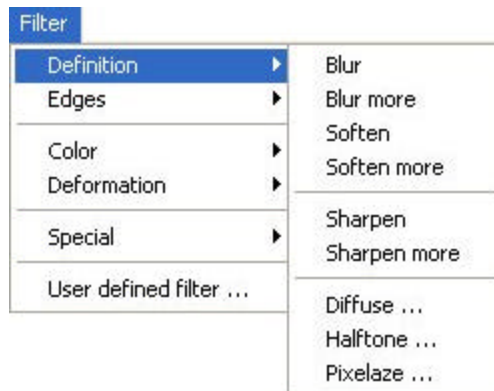 Filter
Definition
Edges
Color
Deformation
Special
User defined filter ...
Blur
Blur more
Soften
Soften more
Sharpen
Sharpen more
Diffuse ...
Halftone ...
Pixelaze ...